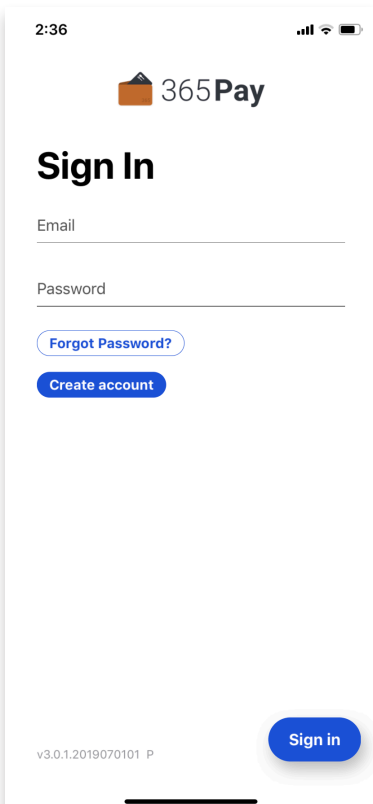 2:36
365Pay
Sign In
Email
Password
Forgot Password?
Create account
Sign in
v3.0.1.2019070101 P